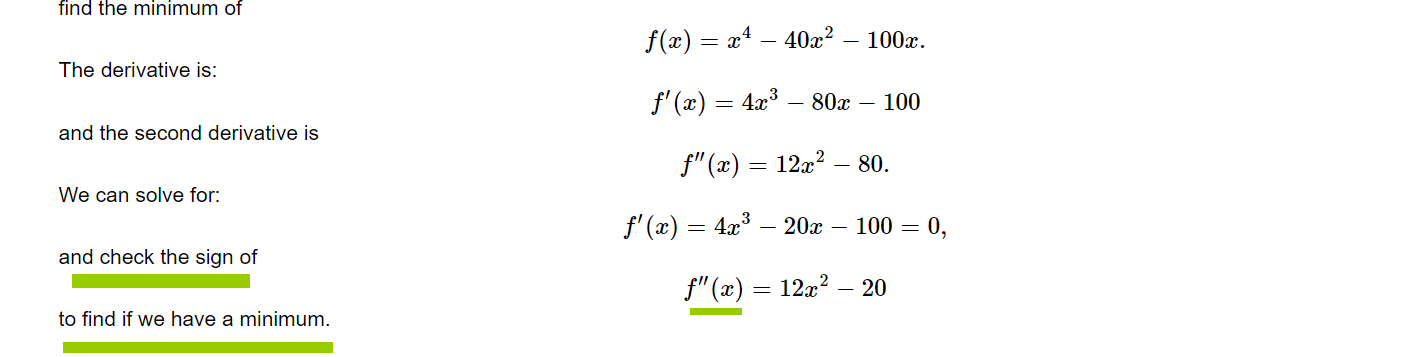 find the minimum of
f(x) = x⁴ − 40x² − 100x.
The derivative is:
f′(x) = 4x³ − 80x − 100
and the second derivative is
f″(x) = 12x² − 80.
We can solve for:
f′(x) = 4x³ − 20x − 100 = 0,
and check the sign of
f″(x) = 12x² − 20
to find if we have a minimum.